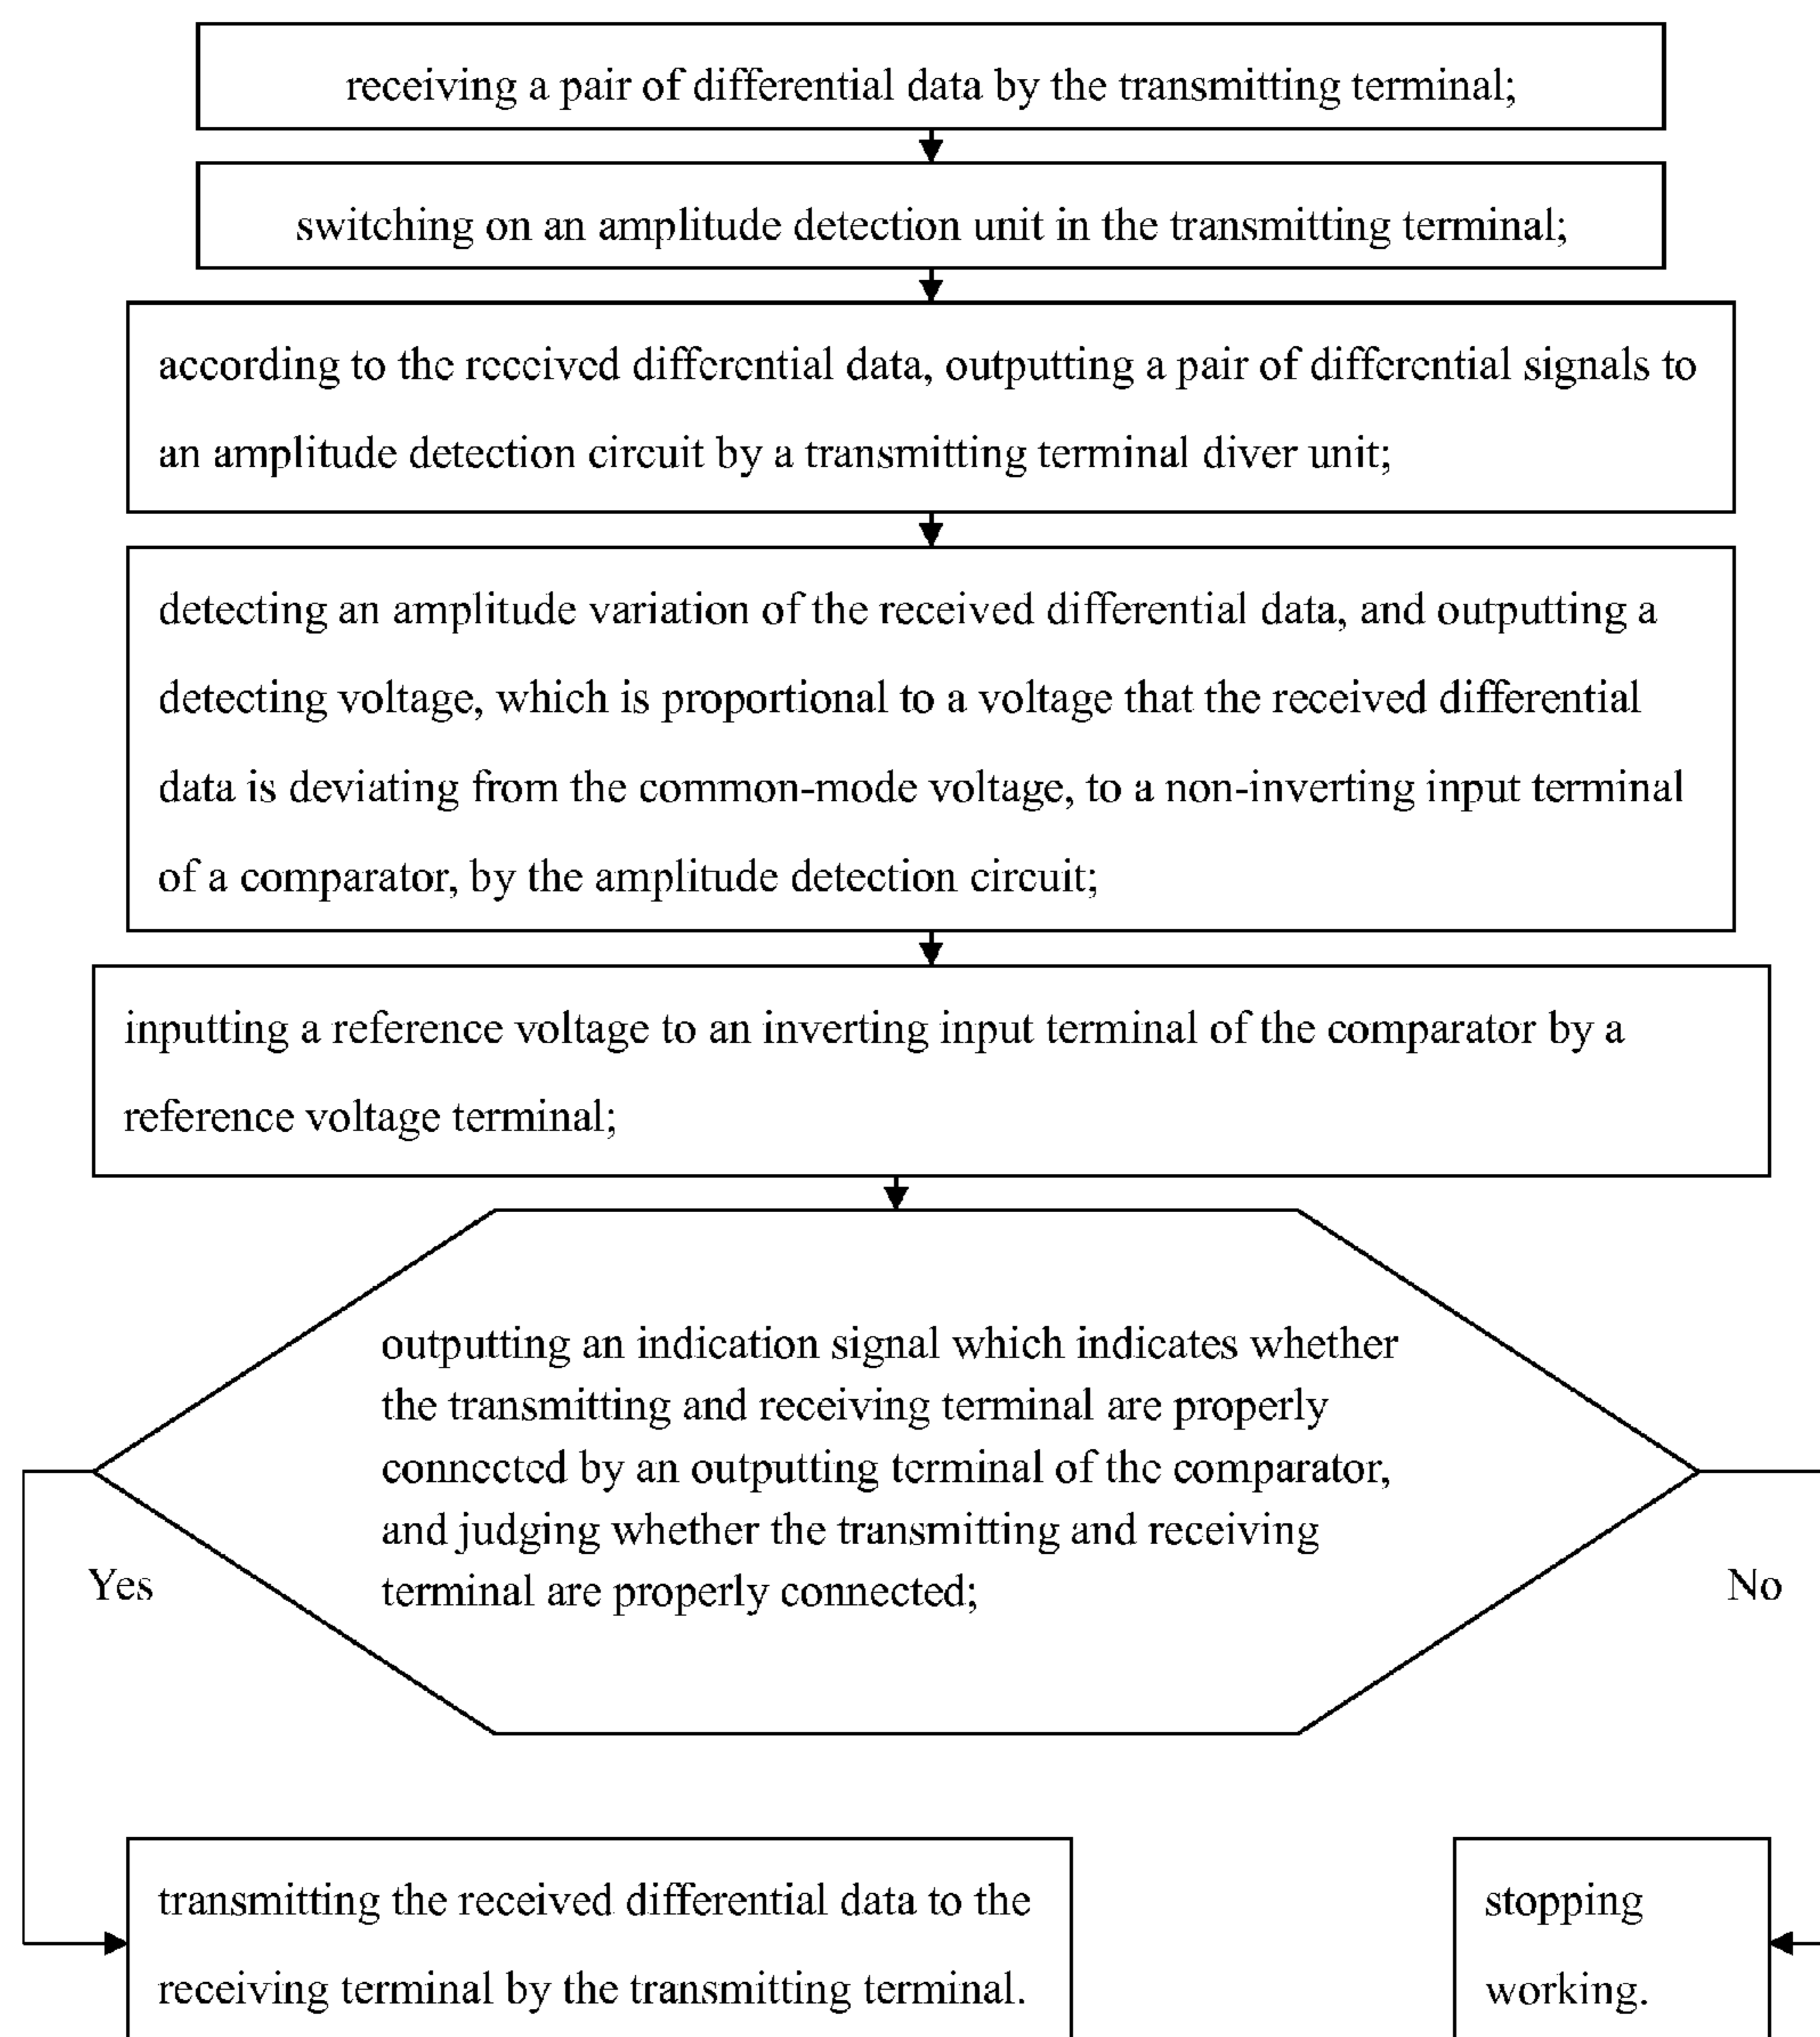 receiving a pair of differential data by the transmitting terminal;
switching on an amplitude detection unit in the transmitting terminal;
according to the received differential data, outputting a pair of differential signals to
an amplitude detection circuit by a transmitting terminal diver unit;
detecting an amplitude variation of the received differential data, and outputting a
detecting voltage, which is proportional to a voltage that the received differential
data is deviating from the common-mode voltage, to a non-inverting input terminal
of a comparator, by the amplitude detection circuit;
inputting a reference voltage to an inverting input terminal of the comparator by a
reference voltage terminal;
outputting an indication signal which indicates whether
the transmitting and receiving terminal are properly
connected by an outputting terminal of the comparator,
and judging whether the transmitting and receiving
terminal are properly connected;
Yes
No
transmitting the received differential data to the
receiving terminal by the transmitting terminal.
stopping
working.